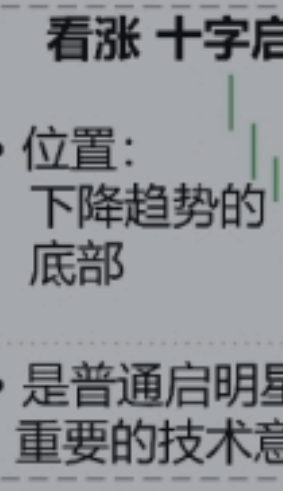 看涨 十字启
• 位置：
下降趋势的
底部
• 是普通启明星
重要的技术意